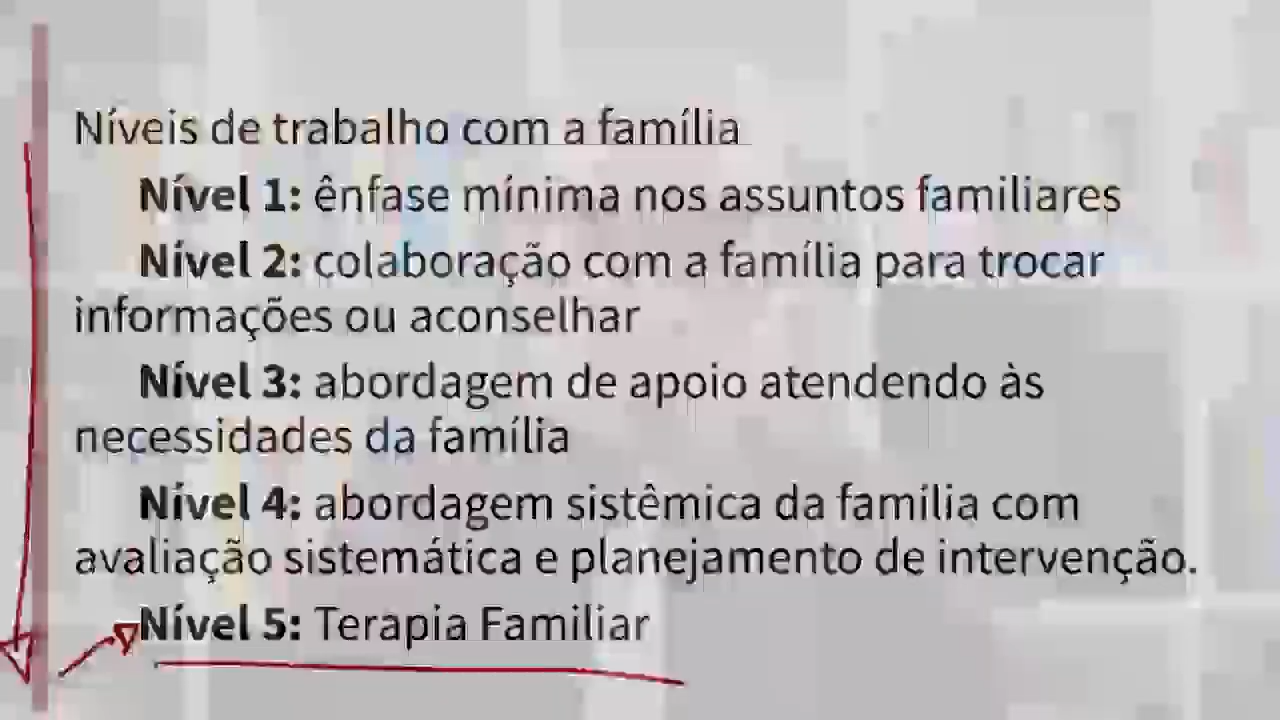 Níveis de trabalho com a família
Nível 1: ênfase mínima nos assuntos familiares
Nível 2: colaboração com a família para trocar
informações ou aconselhar
Nível 3: abordagem de apoio atendendo às
necessidades da família
Nível 4: abordagem sistêmica da família com
avaliação sistemática e planejamento de intervenção.
Nível 5: Terapia Familiar